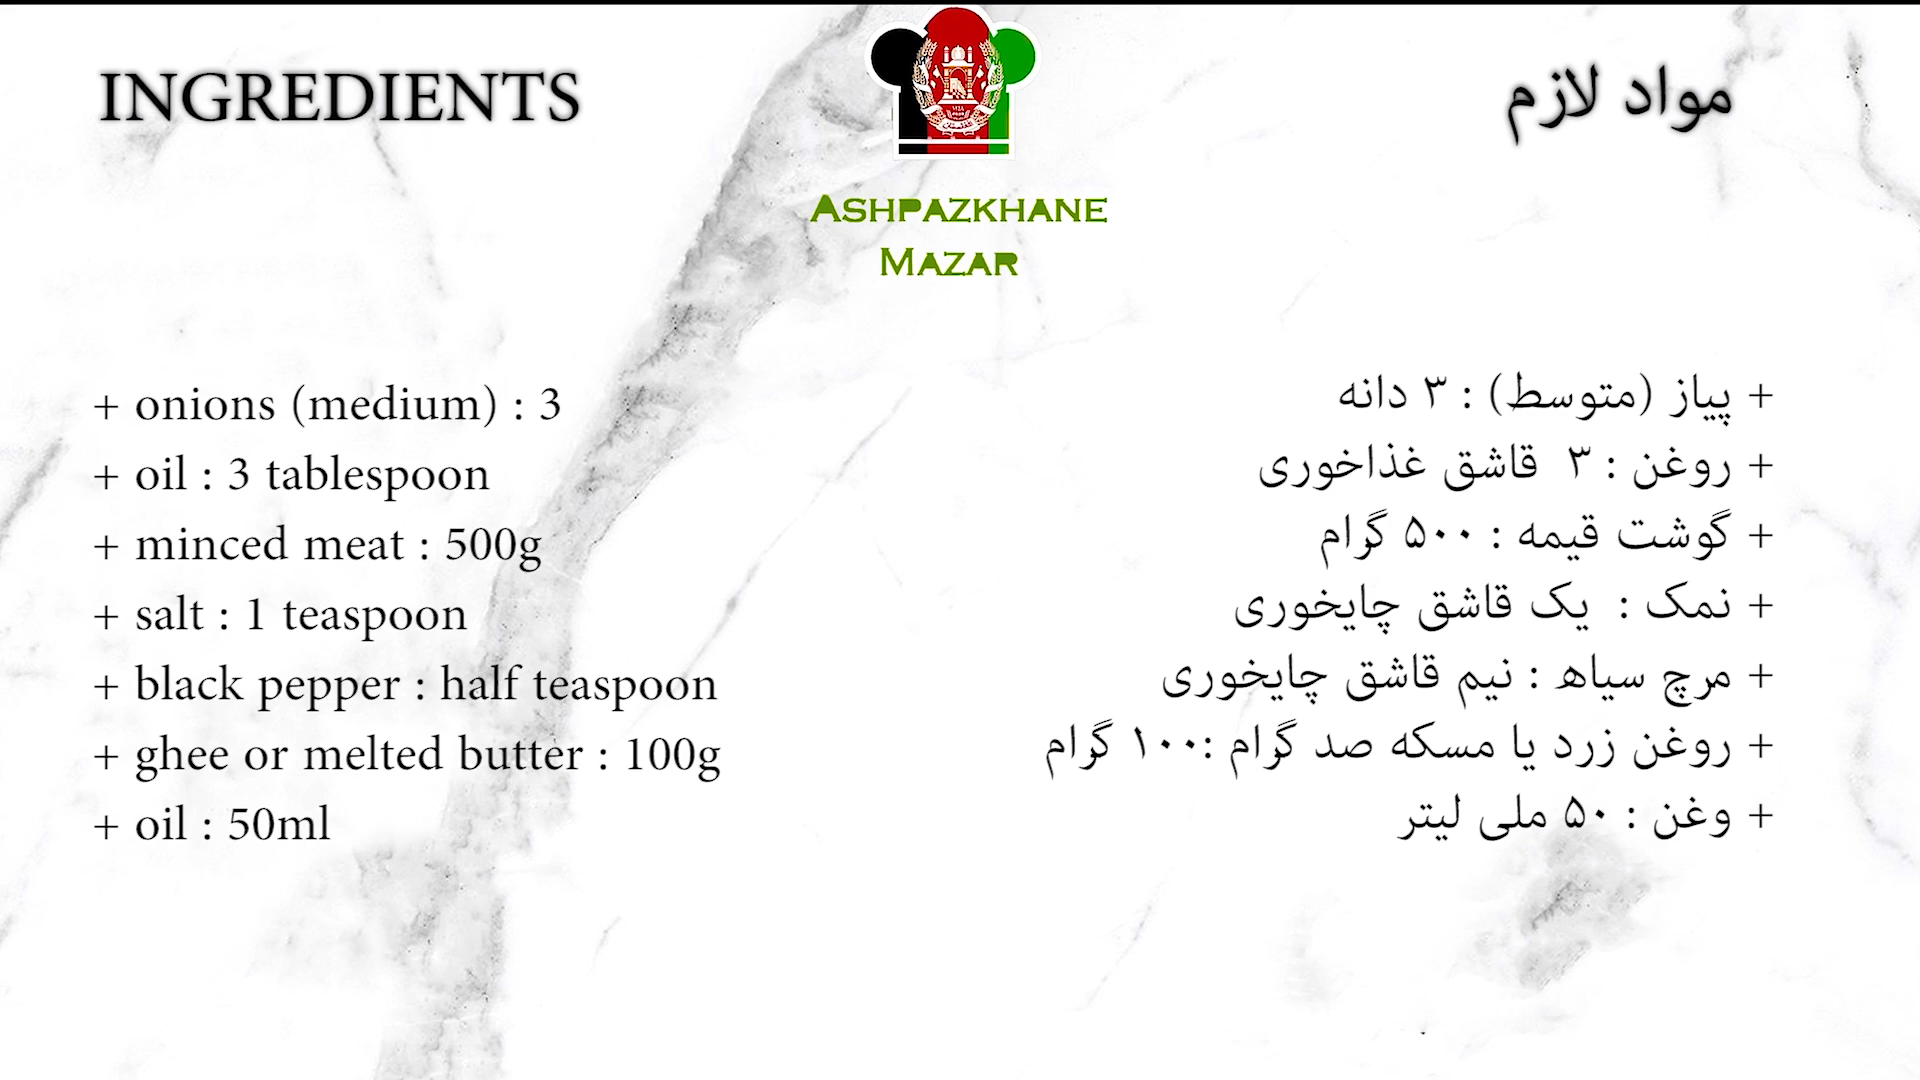 INGREDIENTS
ASHPAZKHANE
MAZAR
مواد لازم
+ onions (medium) : 3
+ oil : 3 tablespoon
+ minced meat : 500g
+ salt : 1 teaspoon
+ black pepper : half teaspoon
+ ghee or melted butter : 100g
+ oil : 50ml
+ پیاز (متوسط) : ۳ دانه
+ روغن : ۳ قاشق غذاخوری
+ گوشت قیمه : ۵۰۰ گرام
+ نمک : یک قاشق چایخوری
+ مرچ سیاه : نیم قاشق چایخوری
+ روغن زرد یا مسکه صد گرام :۱۰۰ گرام
+ وغن : ۵۰ ملی لیتر